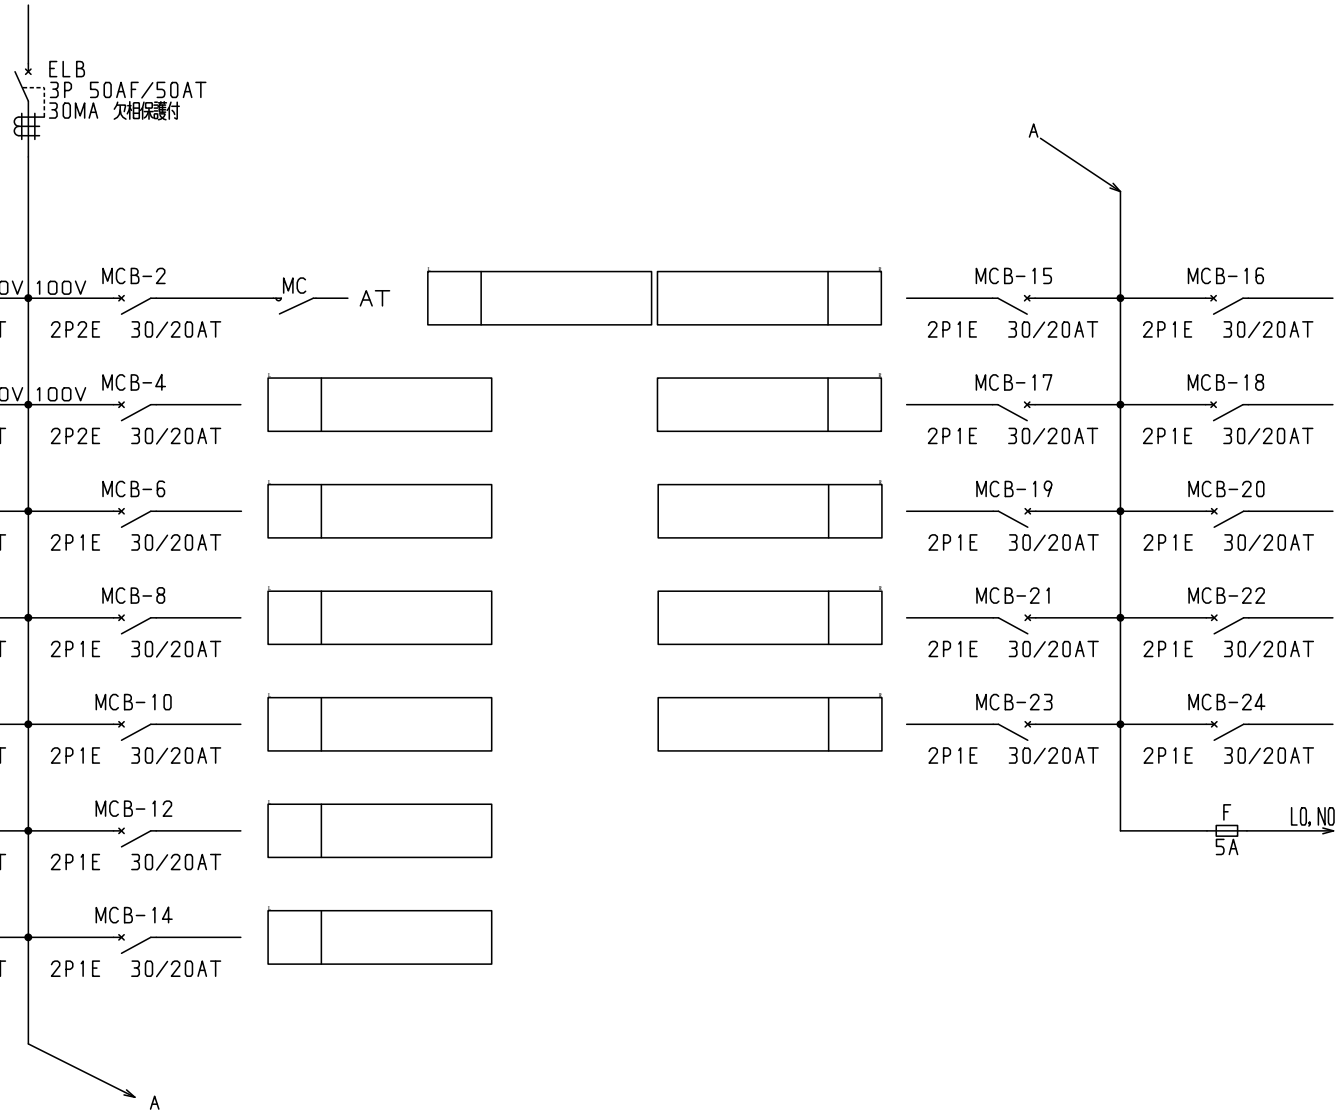 ELB
3P 50AF/50AT
30MA 欠相保護付
A
MCB-2
MC
MCB-15
MCB-16
0V 100V
AT
T 2P2E 30/20AT
2P1E 30/20AT
2P1E 30/20AT
MCB-4
MCB-17
MCB-18
0V 100V
T 2P2E 30/20AT
2P1E 30/20AT
2P1E 30/20AT
MCB-6
MCB-19
MCB-20
T 2P1E 30/20AT
2P1E 30/20AT
2P1E 30/20AT
MCB-8
MCB-21
MCB-22
T 2P1E 30/20AT
2P1E 30/20AT
2P1E 30/20AT
MCB-10
MCB-23
MCB-24
T 2P1E 30/20AT
2P1E 30/20AT
2P1E 30/20AT
MCB-12
F
L0,N0
5A
T 2P1E 30/20AT
MCB-14
T 2P1E 30/20AT
A